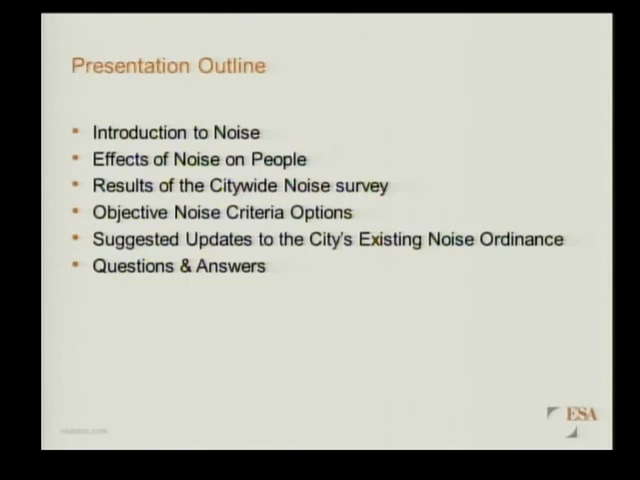 Presentation Outline
• Introduction to Noise
• Effects of Noise on People
• Results of the Citywide Noise survey
• Objective Noise Criteria Options
• Suggested Updates to the City's Existing Noise Ordinance
• Questions & Answers
ESA